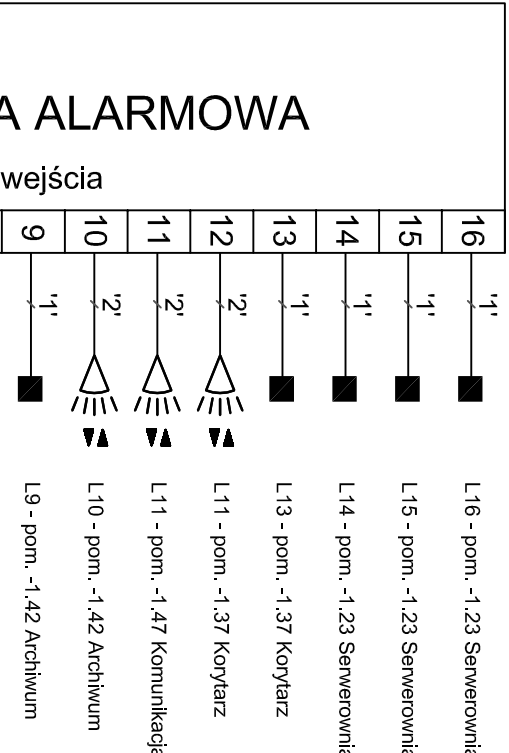 A ALARMOWA
wejścia
9 10 11 12 13 14 15 16
'1' '2' '2' '2' '1' '1' '1' '1'
L9 - pom. -1.42 Archiwum
L10 - pom. -1.42 Archiwum
L11 - pom. -1.47 Komunikacja
L11 - pom. -1.37 Korytarz
L13 - pom. -1.37 Korytarz
L14 - pom. -1.23 Serwerownia
L15 - pom. -1.23 Serwerownia
L16 - pom. -1.23 Serwerownia